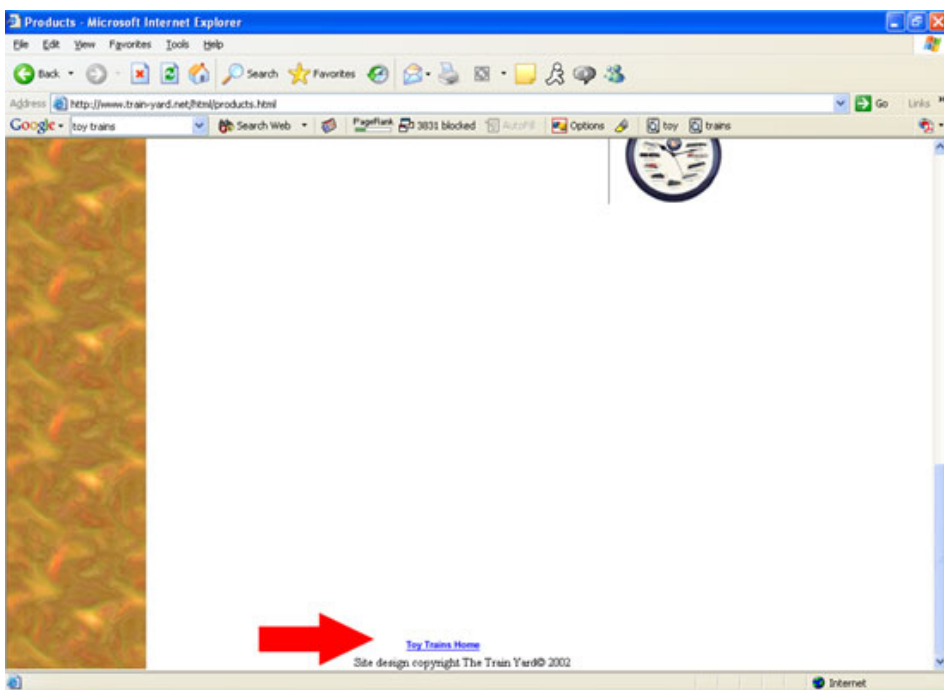 Products - Microsoft Internet Explorer
File Edit View Favorites Tools Help
Back Search Favorites
Address http://www.train-yard.net/html/products.html Go Links
Google toy trains Search Web PageRank 3831 blocked AutoFill Options toy trains
Toy Trains Home
Site design copyright The Train Yard© 2002
Internet